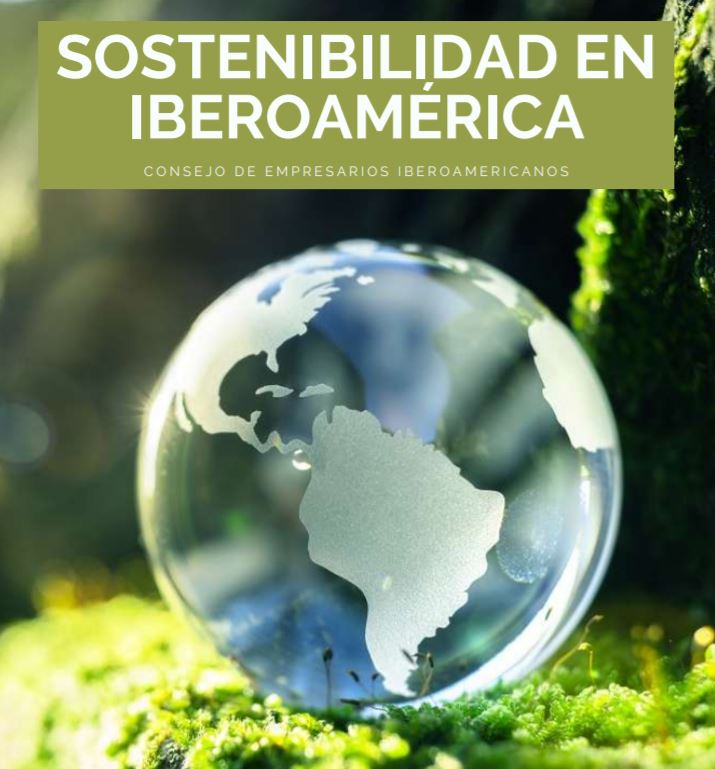 SOSTENIBILIDAD EN
IBEROAMÉRICA
CONSEJO DE EMPRESARIOS IBEROAMERICANOS